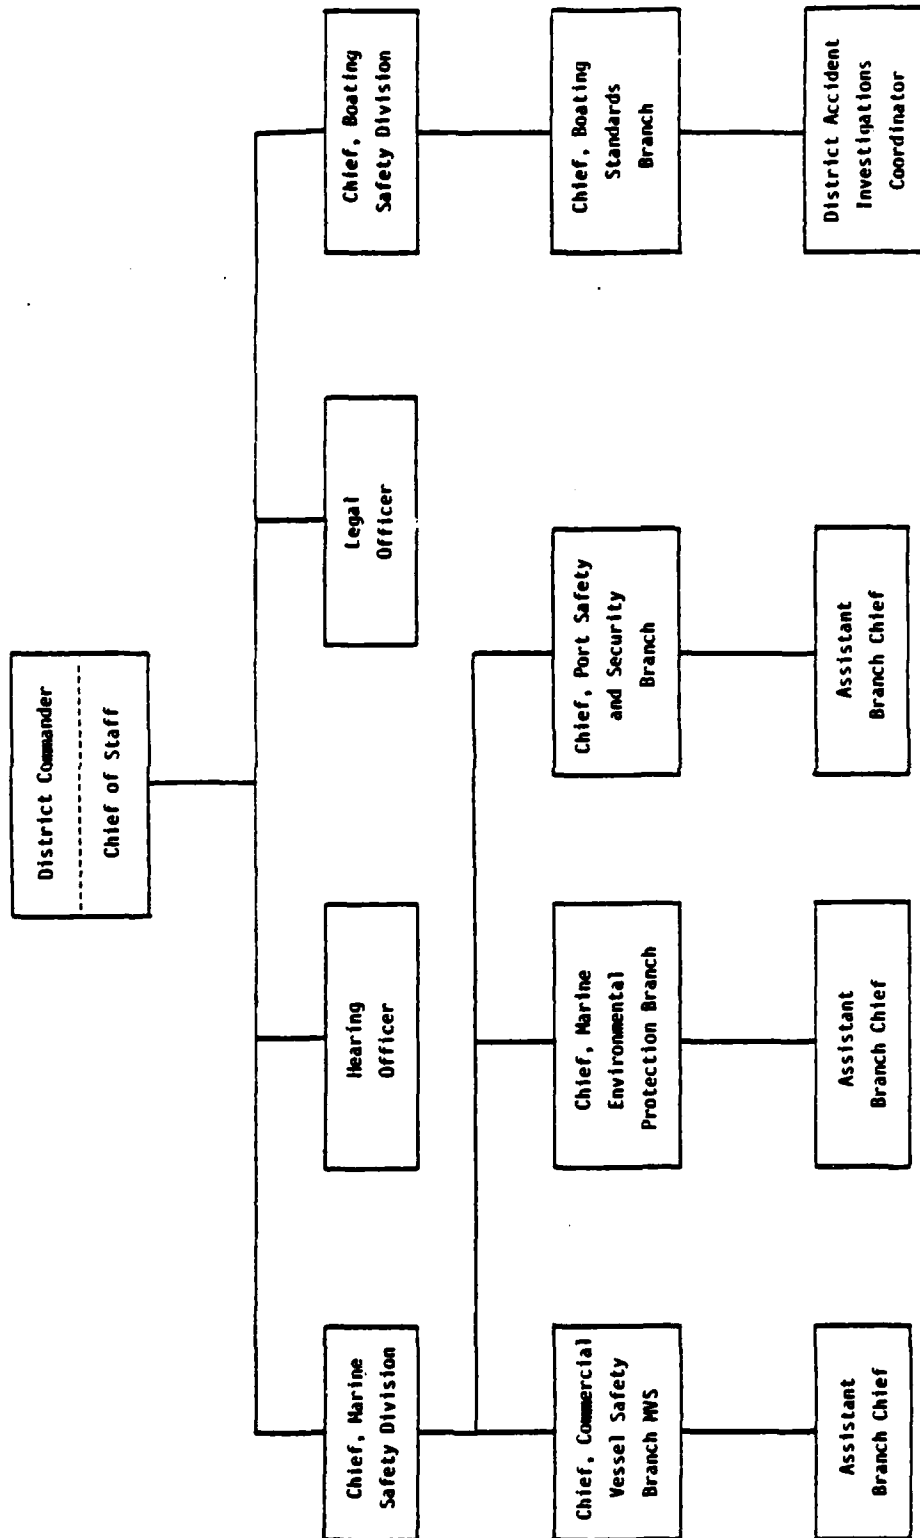 District Commander
Chief of Staff
Chief, Marine
Safety Division
Hearing
Officer
Legal
Officer
Chief, Boating
Safety Division
Chief, Commercial
Vessel Safety
Branch MVS
Chief, Marine
Environmental
Protection Branch
Chief, Port Safety
and Security
Branch
Chief, Boating
Standards
Branch
Assistant
Branch Chief
Assistant
Branch Chief
Assistant
Branch Chief
District Accident
Investigations
Coordinator